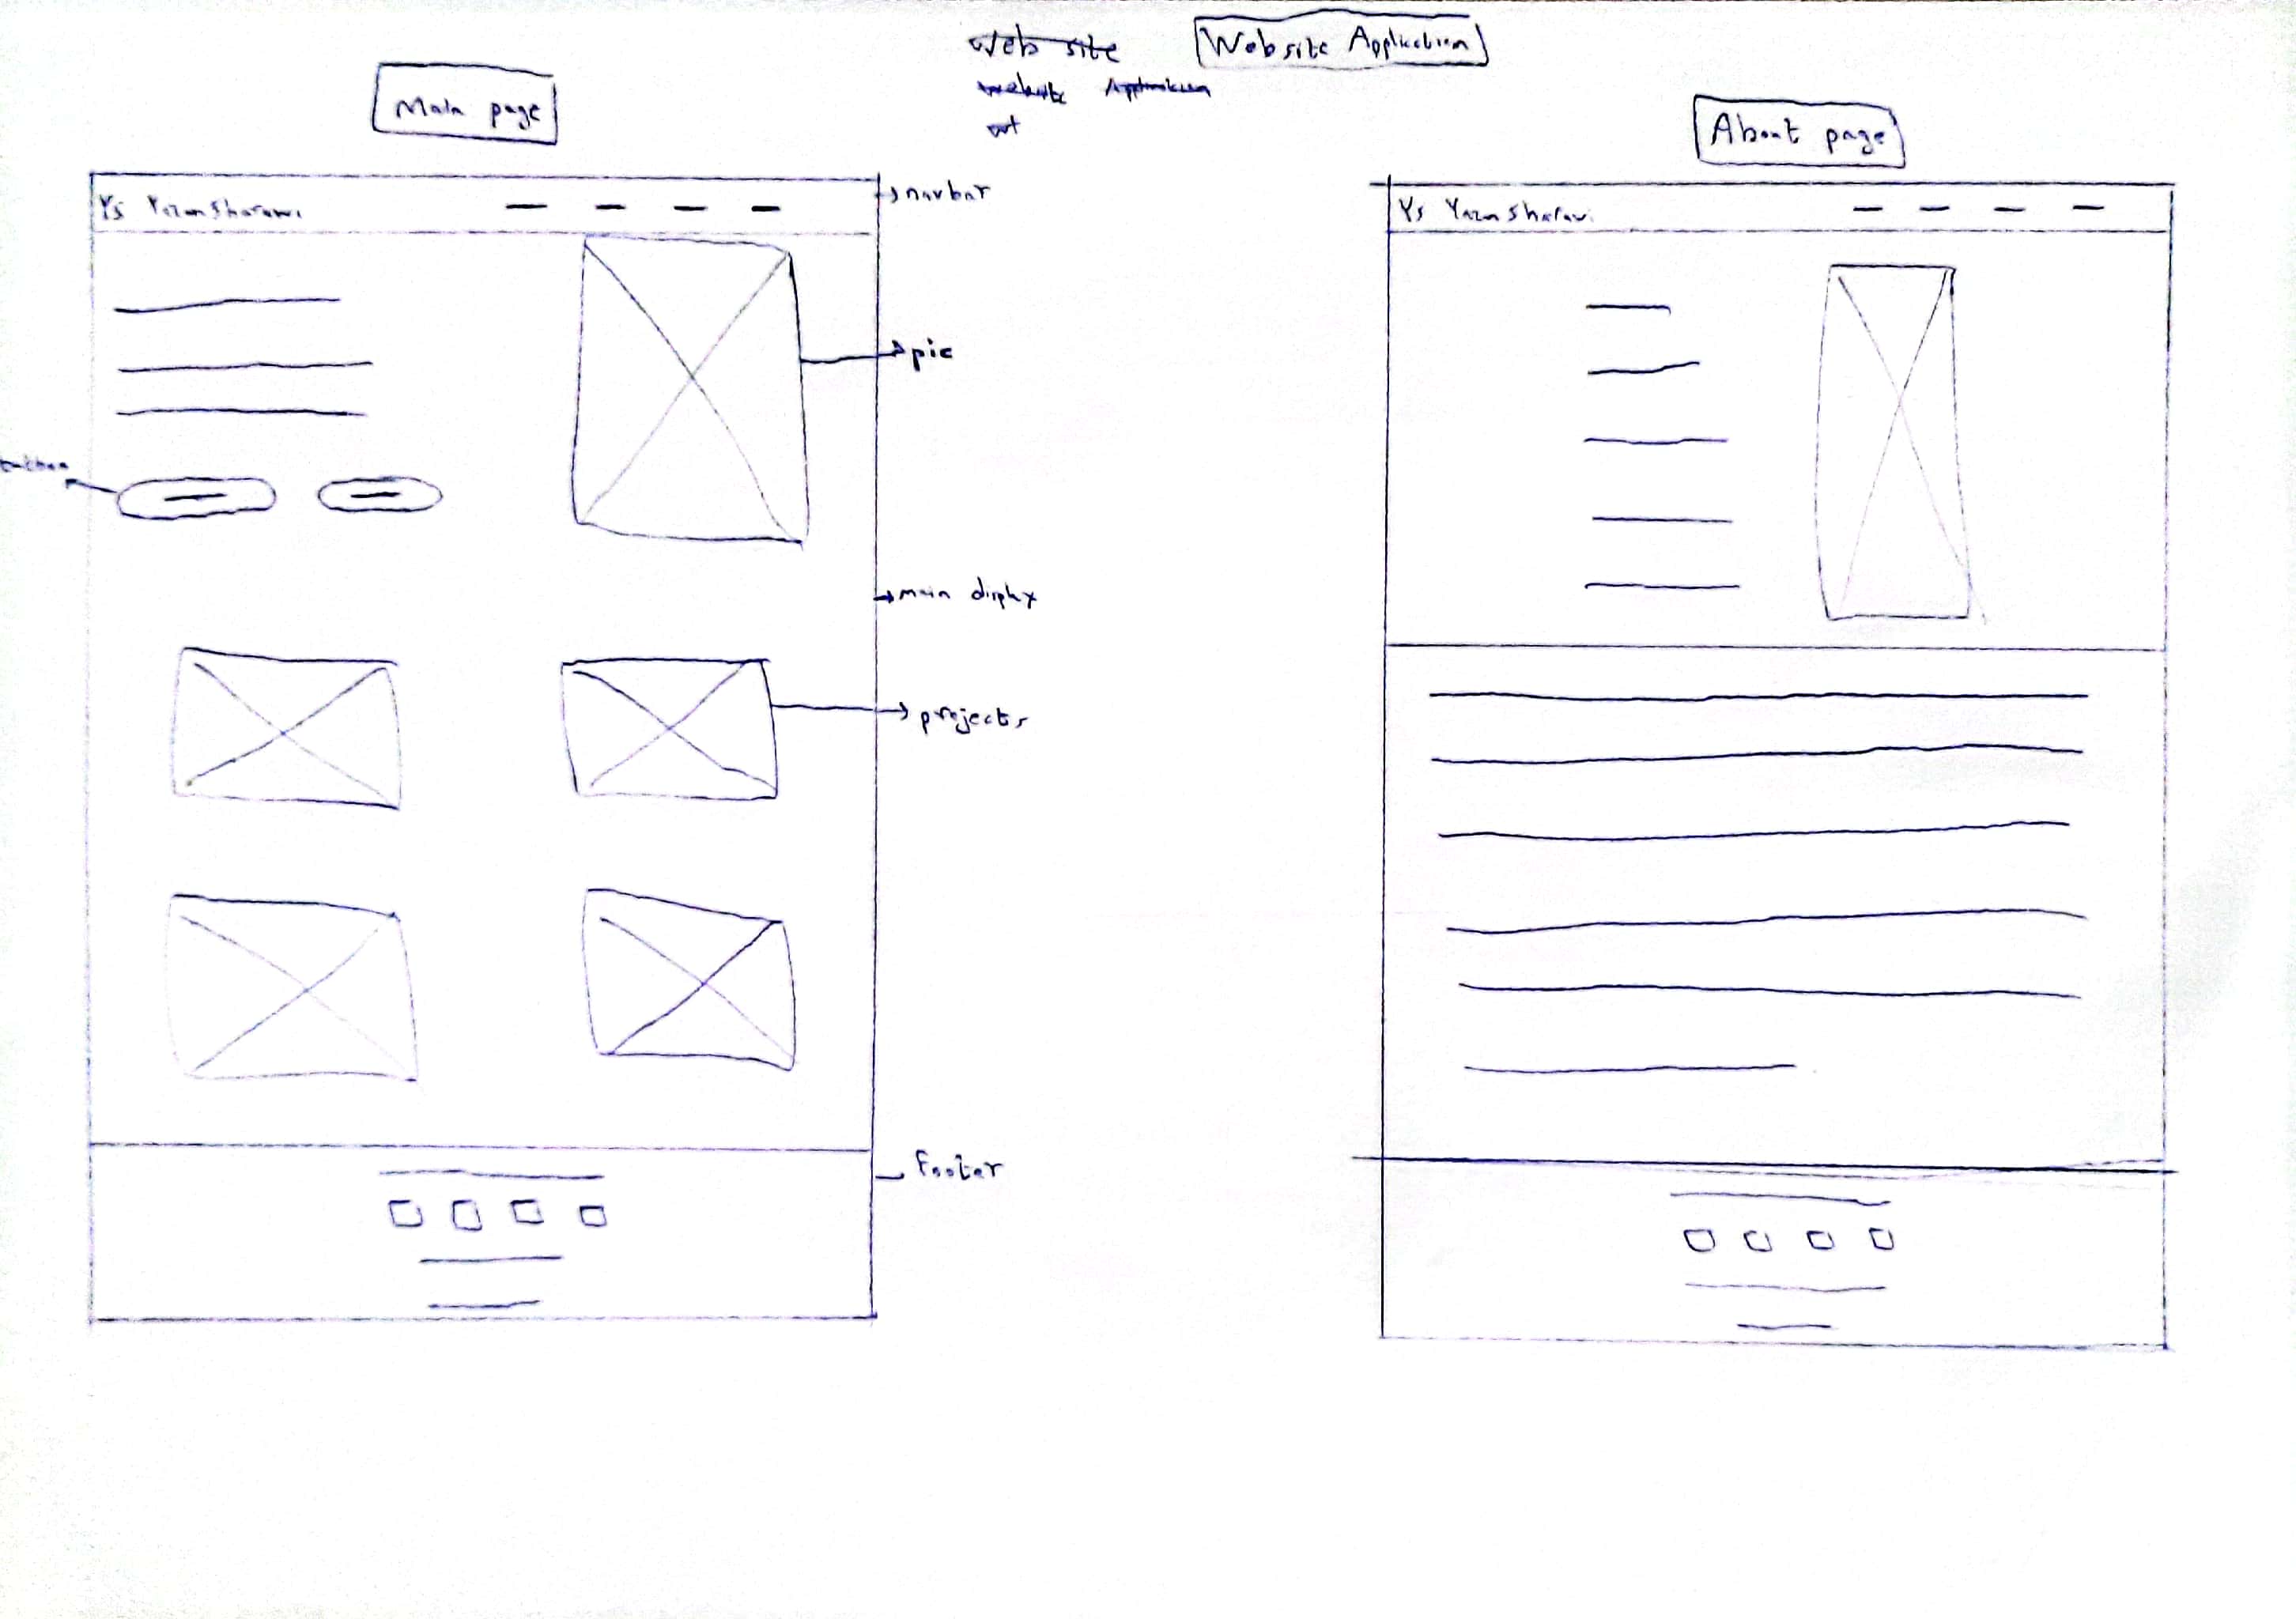 Web site
Website Application
Website Application
Main page
About page
navbar
Ys Yazan Sharawi
Ys Yazan Sharawi
pic
button
main display
projects
footer